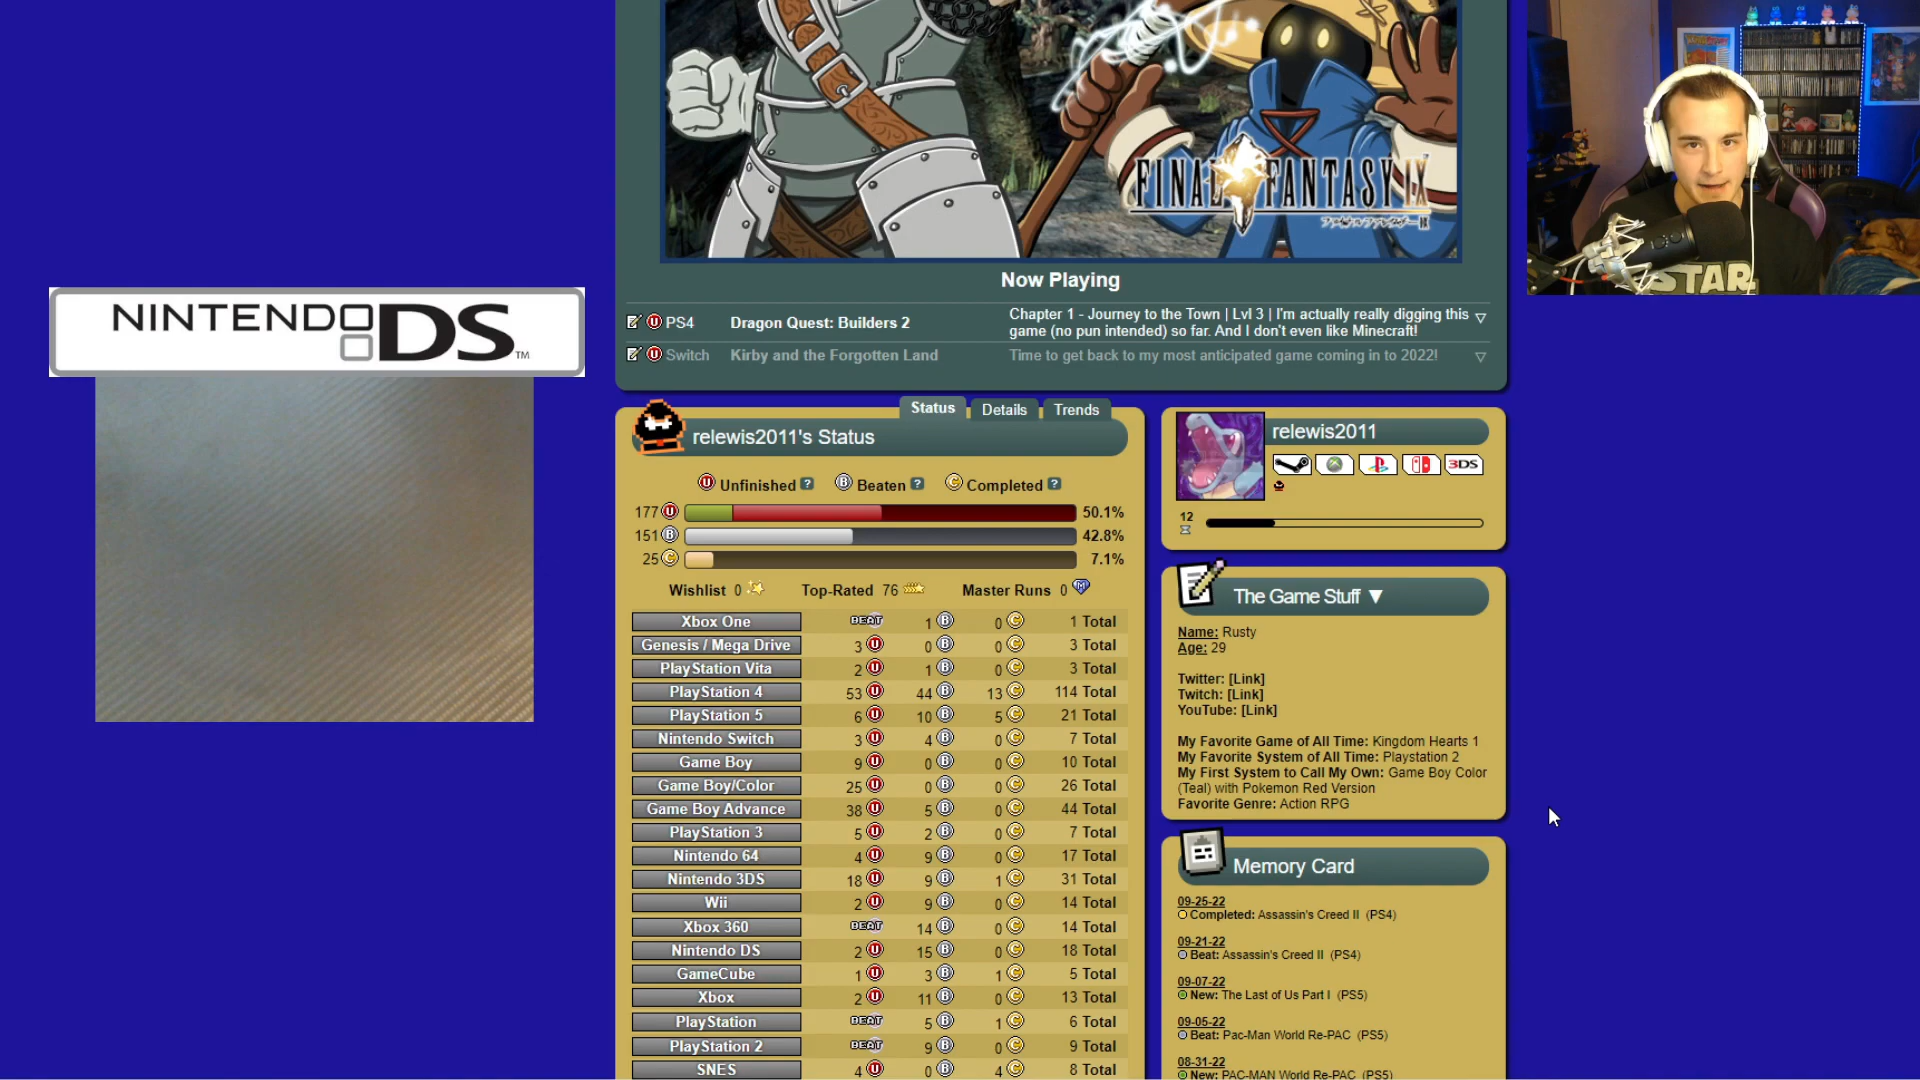 FINAL FANTASY IX
Now Playing
PS4 Dragon Quest: Builders 2 Chapter 1 - Journey to the Town | Lvl 3 | I'm actually really digging this
game (no pun intended) so far. And I don't even like Minecraft!
Switch Kirby and the Forgotten Land Time to get back to my most anticipated game coming in to 2022!
NINTENDO DS TM
STAR
Status Details Trends
relewis2011's Status
U Unfinished ? B Beaten ? C Completed ?
177 U 50.1%
151 B 42.8%
25 C 7.1%
Wishlist 0 Top-Rated 76 Master Runs 0 M
Xbox One BEAT 1 B 0 C 1 Total
Genesis / Mega Drive 3 U 0 B 0 C 3 Total
PlayStation Vita 2 U 1 B 0 C 3 Total
PlayStation 4 53 U 44 B 13 C 114 Total
PlayStation 5 6 U 10 B 5 C 21 Total
Nintendo Switch 3 U 4 B 0 C 7 Total
Game Boy 9 U 0 B 0 C 10 Total
Game Boy/Color 25 U 0 B 0 C 26 Total
Game Boy Advance 38 U 5 B 0 C 44 Total
PlayStation 3 5 U 2 B 0 C 7 Total
Nintendo 64 4 U 9 B 0 C 17 Total
Nintendo 3DS 18 U 9 B 1 C 31 Total
Wii 2 U 9 B 0 C 14 Total
Xbox 360 BEAT 14 B 0 C 14 Total
Nintendo DS 2 U 15 B 0 C 18 Total
GameCube 1 U 3 B 1 C 5 Total
Xbox 2 U 11 B 0 C 13 Total
PlayStation BEAT 5 B 1 C 6 Total
PlayStation 2 BEAT 9 B 0 C 9 Total
SNES 4 U 0 B 4 C 8 Total
relewis2011
3DS
12
The Game Stuff ▼
Name: Rusty
Age: 29
Twitter: [Link]
Twitch: [Link]
YouTube: [Link]
My Favorite Game of All Time: Kingdom Hearts 1
My Favorite System of All Time: Playstation 2
My First System to Call My Own: Game Boy Color
(Teal) with Pokemon Red Version
Favorite Genre: Action RPG
Memory Card
09-25-22
Completed: Assassin's Creed II (PS4)
09-21-22
Beat: Assassin's Creed II (PS4)
09-07-22
New: The Last of Us Part I (PS5)
09-05-22
Beat: Pac-Man World Re-PAC (PS5)
08-31-22
New: PAC-MAN World Re-PAC (PS5)